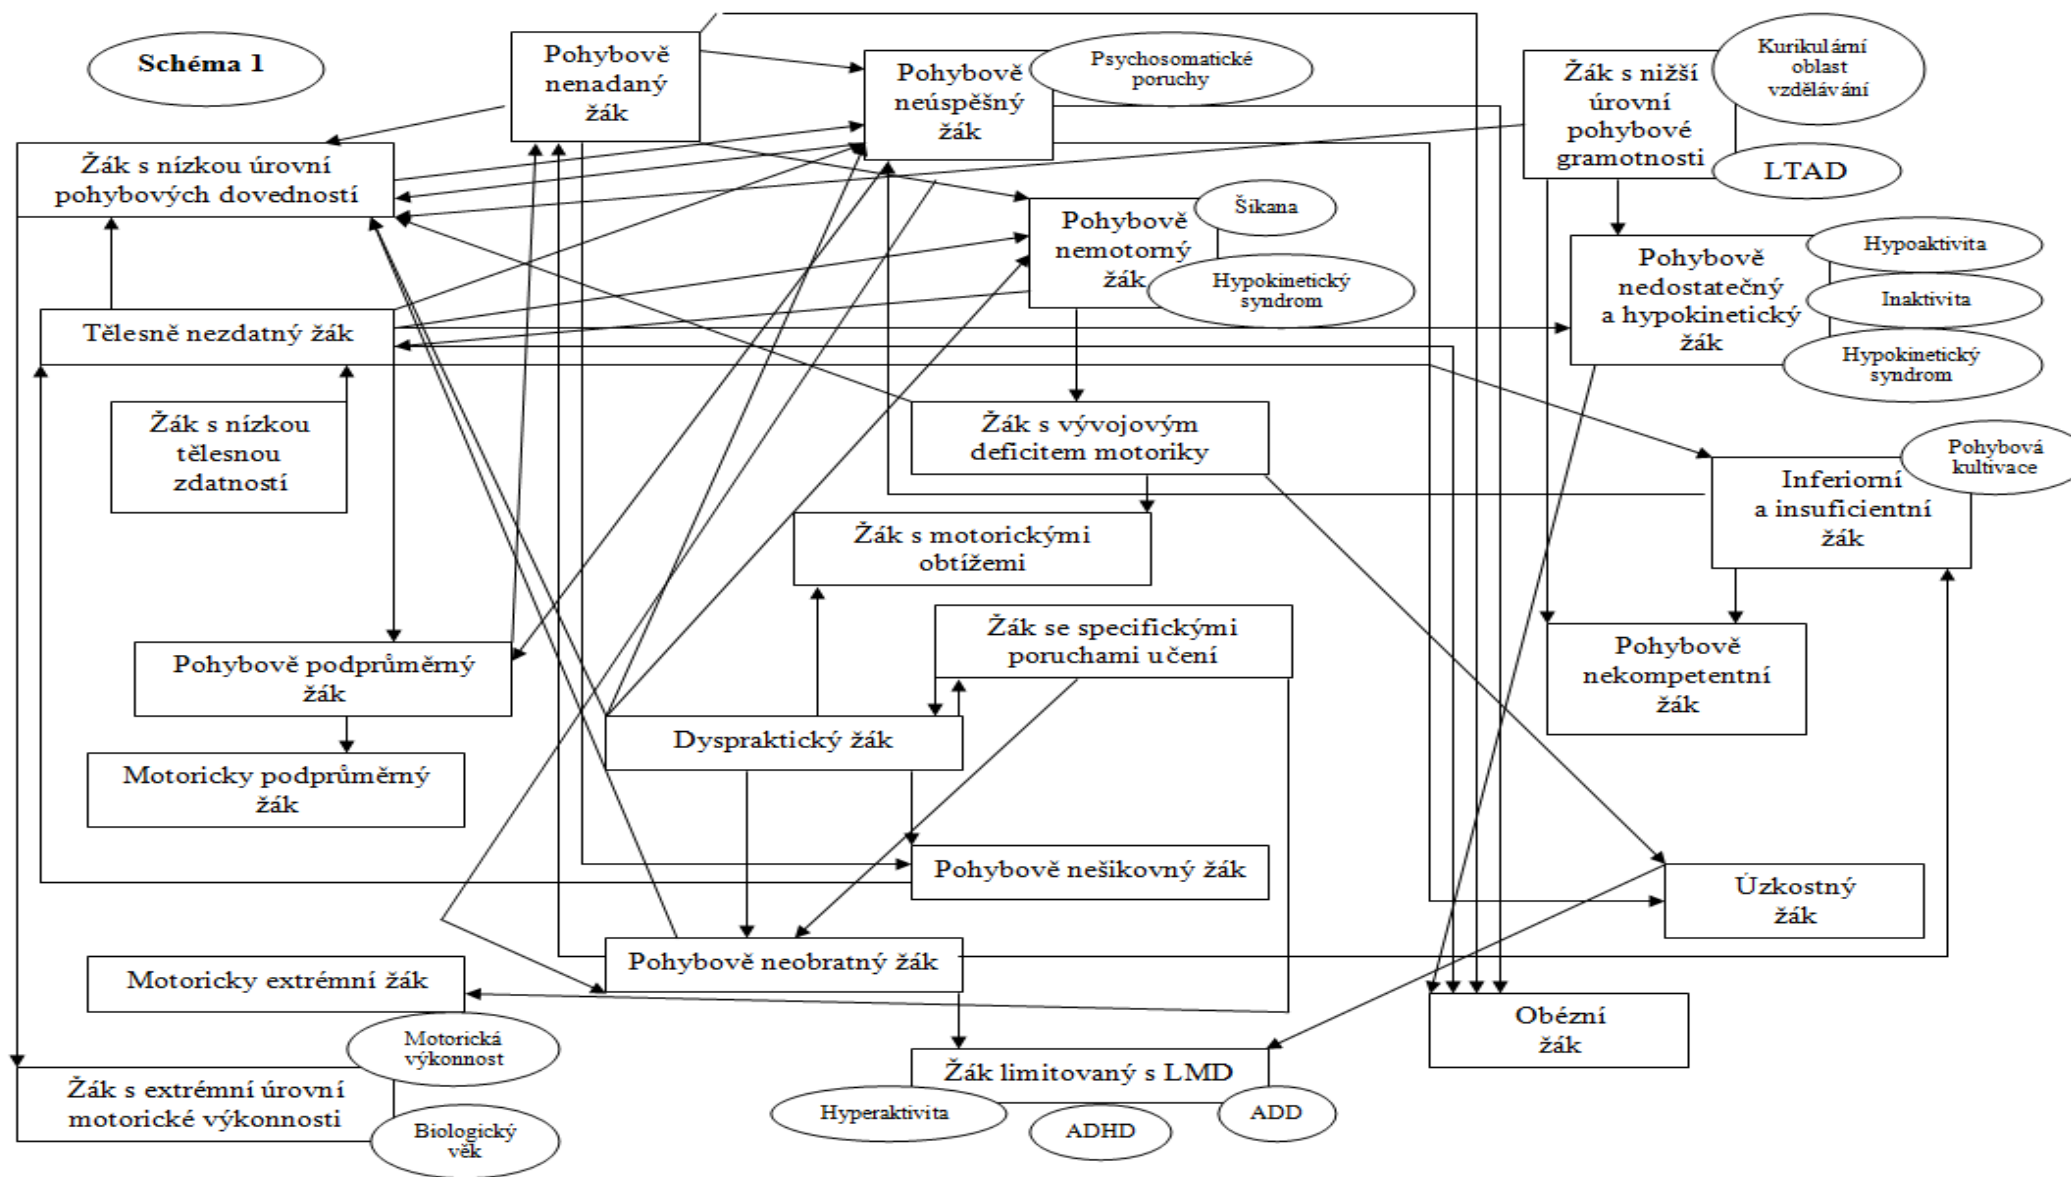 Schéma 1
Pohybově
nenadaný
žák
Pohybově
neúspěšný
žák
Psychosomatické
poruchy
Žák s nižší
úrovní
pohybové
gramotnosti
Kurikulární
oblast
vzdělávání
LTAD
Žák s nízkou úrovní
pohybových dovedností
Pohybově
nemotorný
žák
Šikana
Hypokinetický
syndrom
Pohybově
nedostatečný
a hypokinetický
žák
Hypoaktivita
Inaktivita
Hypokinetický
syndrom
Tělesně nezdatný žák
Žák s nízkou
tělesnou
zdatností
Žák s vývojovým
deficitem motoriky
Inferiorní
a insuficientní
žák
Pohybová
kultivace
Žák s motorickými
obtížemi
Žák se specifickými
poruchami učení
Pohybově
nekompetentní
žák
Pohybově podprůměrný
žák
Dyspraktický žák
Motoricky podprůměrný
žák
Pohybově nešikovný žák
Úzkostný
žák
Pohybově neobratný žák
Motoricky extrémní žák
Motorická
výkonnost
Obézní
žák
Žák limitovaný s LMD
Hyperaktivita
ADHD
ADD
Žák s extrémní úrovní
motorické výkonnosti
Biologický
věk